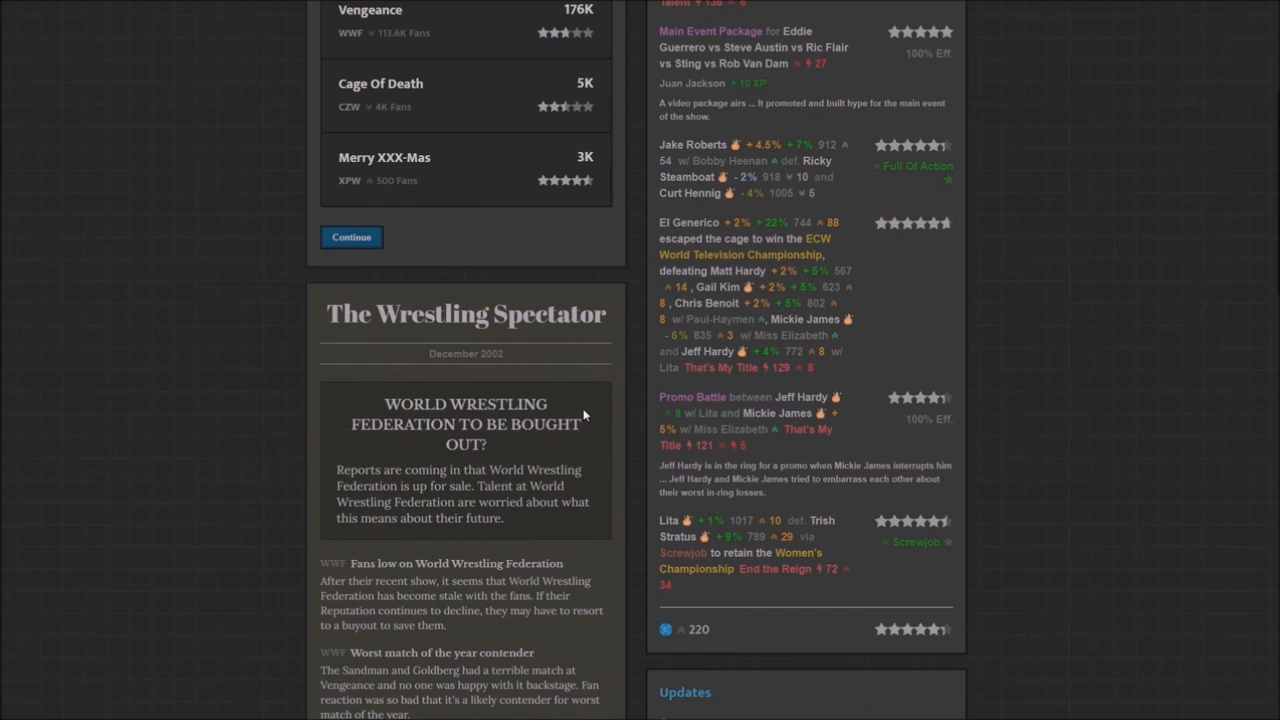 Vengeance 176K
WWF 113.6K Fans
Cage Of Death 5K
CZW 4K Fans
Merry XXX-Mas 3K
XPW 500 Fans
Continue
The Wrestling Spectator
December 2002
WORLD WRESTLING
FEDERATION TO BE BOUGHT
OUT?
Reports are coming in that World Wrestling
Federation is up for sale. Talent at World
Wrestling Federation are worried about what
this means about their future.
WWF Fans low on World Wrestling Federation
After their recent show, it seems that World Wrestling
Federation has become stale with the fans. If their
Reputation continues to decline, they may have to resort
to a buyout to save them.
WWF Worst match of the year contender
The Sandman and Goldberg had a terrible match at
Vengeance and no one was happy with it backstage. Fan
reaction was so bad that it's a likely contender for worst
match of the year.
Talent 136 6
Main Event Package for Eddie
Guerrero vs Steve Austin vs Ric Flair
vs Sting vs Rob Van Dam 27
100% Eff.
Juan Jackson + 10 XP
A video package airs ... It promoted and built hype for the main event
of the show.
Jake Roberts + 4.5% + 7% 912
54 w/ Bobby Heenan def. Ricky
Steamboat - 2% 918 10 and
Curt Hennig - 4% 1005 5
Full Of Action
El Generico + 2% + 22% 744 88
escaped the cage to win the ECW
World Television Championship,
defeating Matt Hardy + 2% + 5% 567
14 , Gail Kim + 2% + 5% 623
8 , Chris Benoit + 2% + 5% 802
8 w/ Paul-Haymen , Mickie James
- 6% 835 3 w/ Miss Elizabeth
and Jeff Hardy + 4% 772 8 w/
Lita That's My Title 129 8
Promo Battle between Jeff Hardy
8 w/ Lita and Mickie James +
5% w/ Miss Elizabeth That's My
Title 121 5
100% Eff.
Jeff Hardy is in the ring for a promo when Mickie James interrupts him
... Jeff Hardy and Mickie James tried to embarrass each other about
their worst in-ring losses.
Lita + 1% 1017 10 def. Trish
Stratus + 9% 789 29 via
Screwjob to retain the Women's
Championship End the Reign 72
34
Screwjob
220
Updates